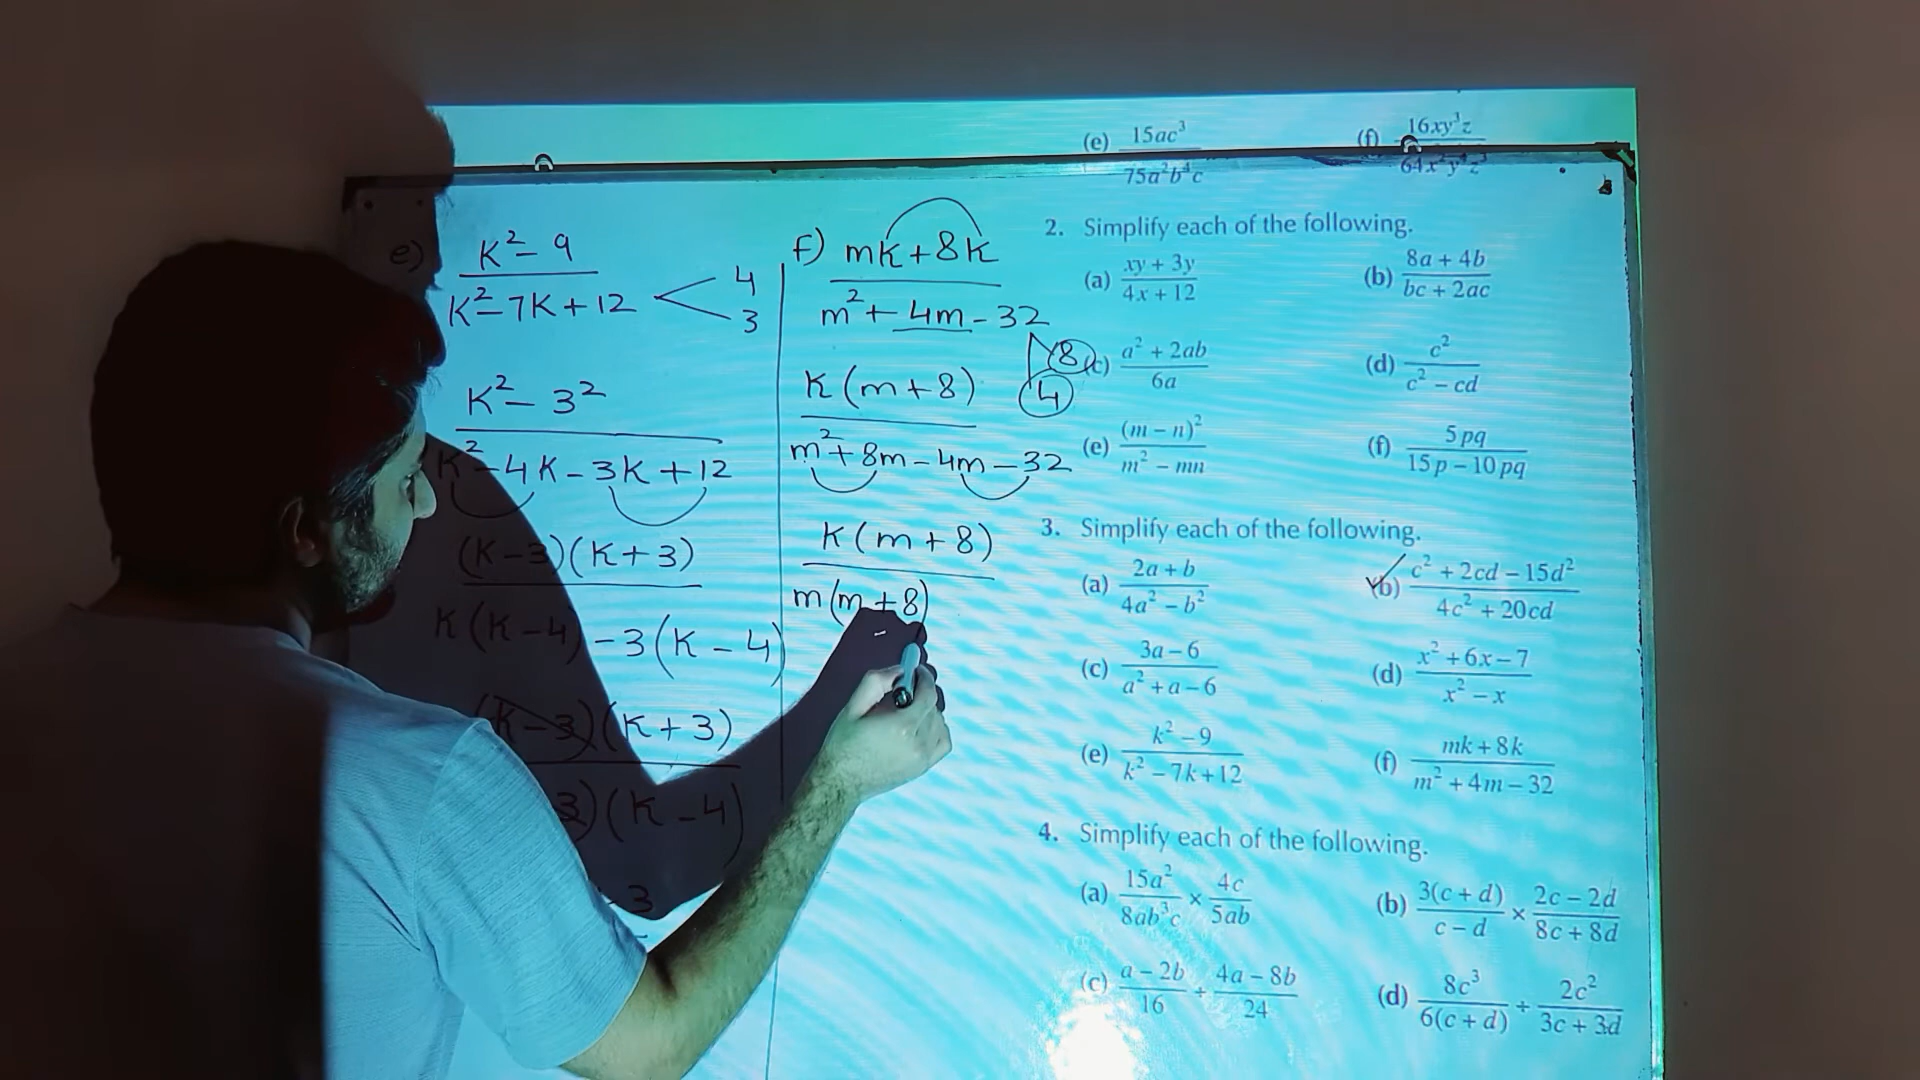 e) K² - 9
K² - 7K + 12 < 4
3
K² - 3²
K² - 4K - 3K + 12
(K - 3)(K + 3)
K(K - 4) - 3(K - 4)
(K - 3)(K + 3)
3)(K - 4)
3
f) mk + 8k
m² + 4m - 32
8
4
k(m + 8)
m² + 8m - 4m - 32
k(m + 8)
m(m + 8)
-
(e) 15ac³ / 75a²b⁴c (f) 16xy³z / 64x²y⁴z³
2. Simplify each of the following.
(a) xy + 3y / 4x + 12 (b) 8a + 4b / bc + 2ac
(c) a² + 2ab / 6a (d) c² / c² - cd
(e) (m - n)² / m² - mn (f) 5pq / 15p - 10pq
3. Simplify each of the following.
(a) 2a + b / 4a² - b² (b) c² + 2cd - 15d² / 4c² + 20cd
(c) 3a - 6 / a² + a - 6 (d) x² + 6x - 7 / x² - x
(e) k² - 9 / k² - 7k + 12 (f) mk + 8k / m² + 4m - 32
4. Simplify each of the following.
(a) 15a² / 8ab³c × 4c / 5ab (b) 3(c + d) / c - d × 2c - 2d / 8c + 8d
(c) a - 2b / 16 ÷ 4a - 8b / 24 (d) 8c³ / 6(c + d) ÷ 2c² / 3c + 3d